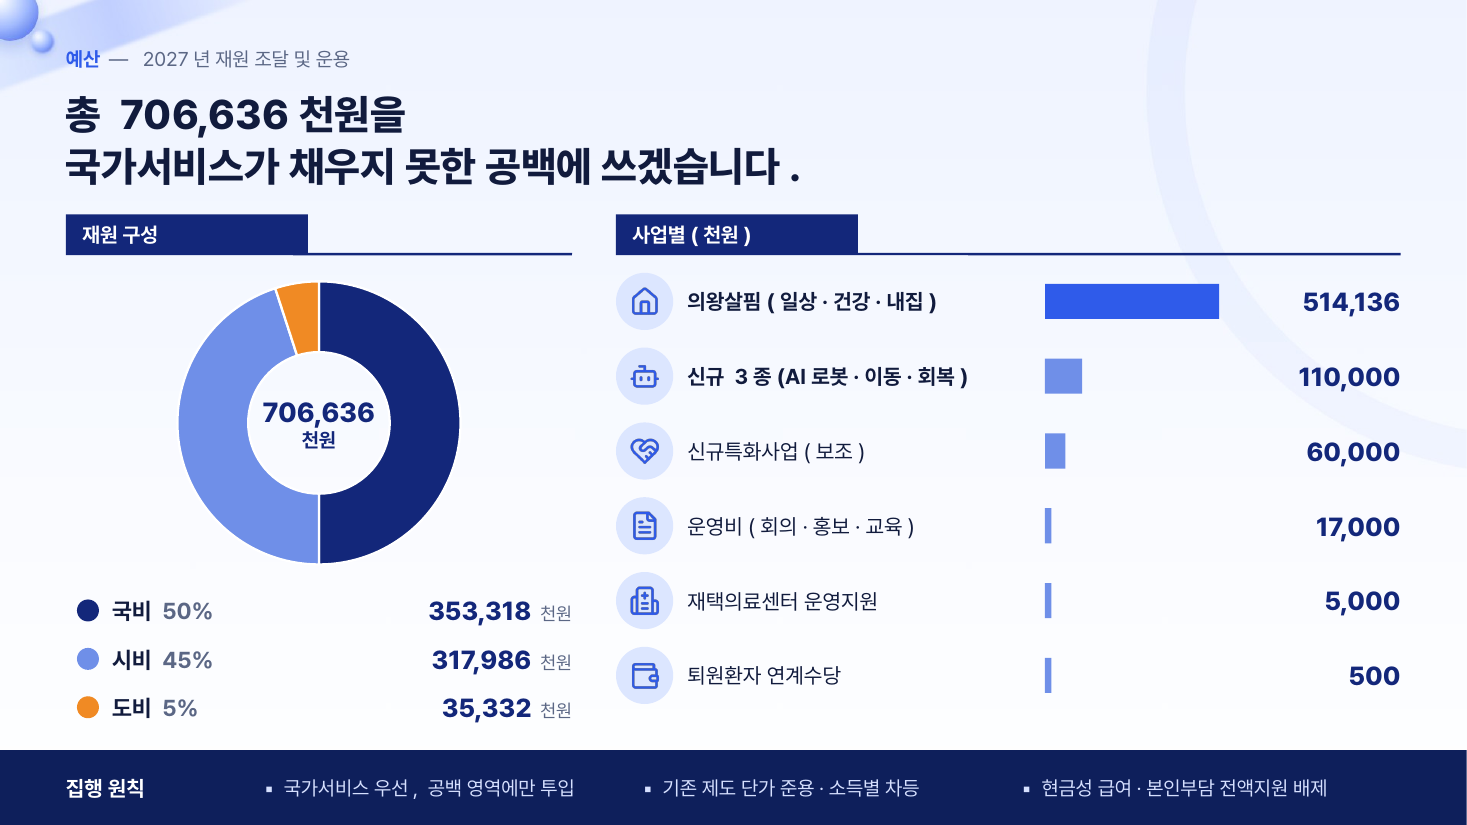 예산 — 2027 년 재원 조달 및 운용
총 706,636 천원을
국가서비스가 채우지 못한 공백에 쓰겠습니다 .
재원 구성
706,636
천원
국비 50% 353,318 천원
시비 45% 317,986 천원
도비 5% 35,332 천원
사업별 ( 천원 )
의왕살핌 ( 일상 · 건강 · 내집 ) 514,136
신규 3 종 (AI 로봇 · 이동 · 회복 ) 110,000
신규특화사업 ( 보조 ) 60,000
운영비 ( 회의 · 홍보 · 교육 ) 17,000
재택의료센터 운영지원 5,000
퇴원환자 연계수당 500
집행 원칙 ▪ 국가서비스 우선 , 공백 영역에만 투입 ▪ 기존 제도 단가 준용 · 소득별 차등 ▪ 현금성 급여 · 본인부담 전액지원 배제